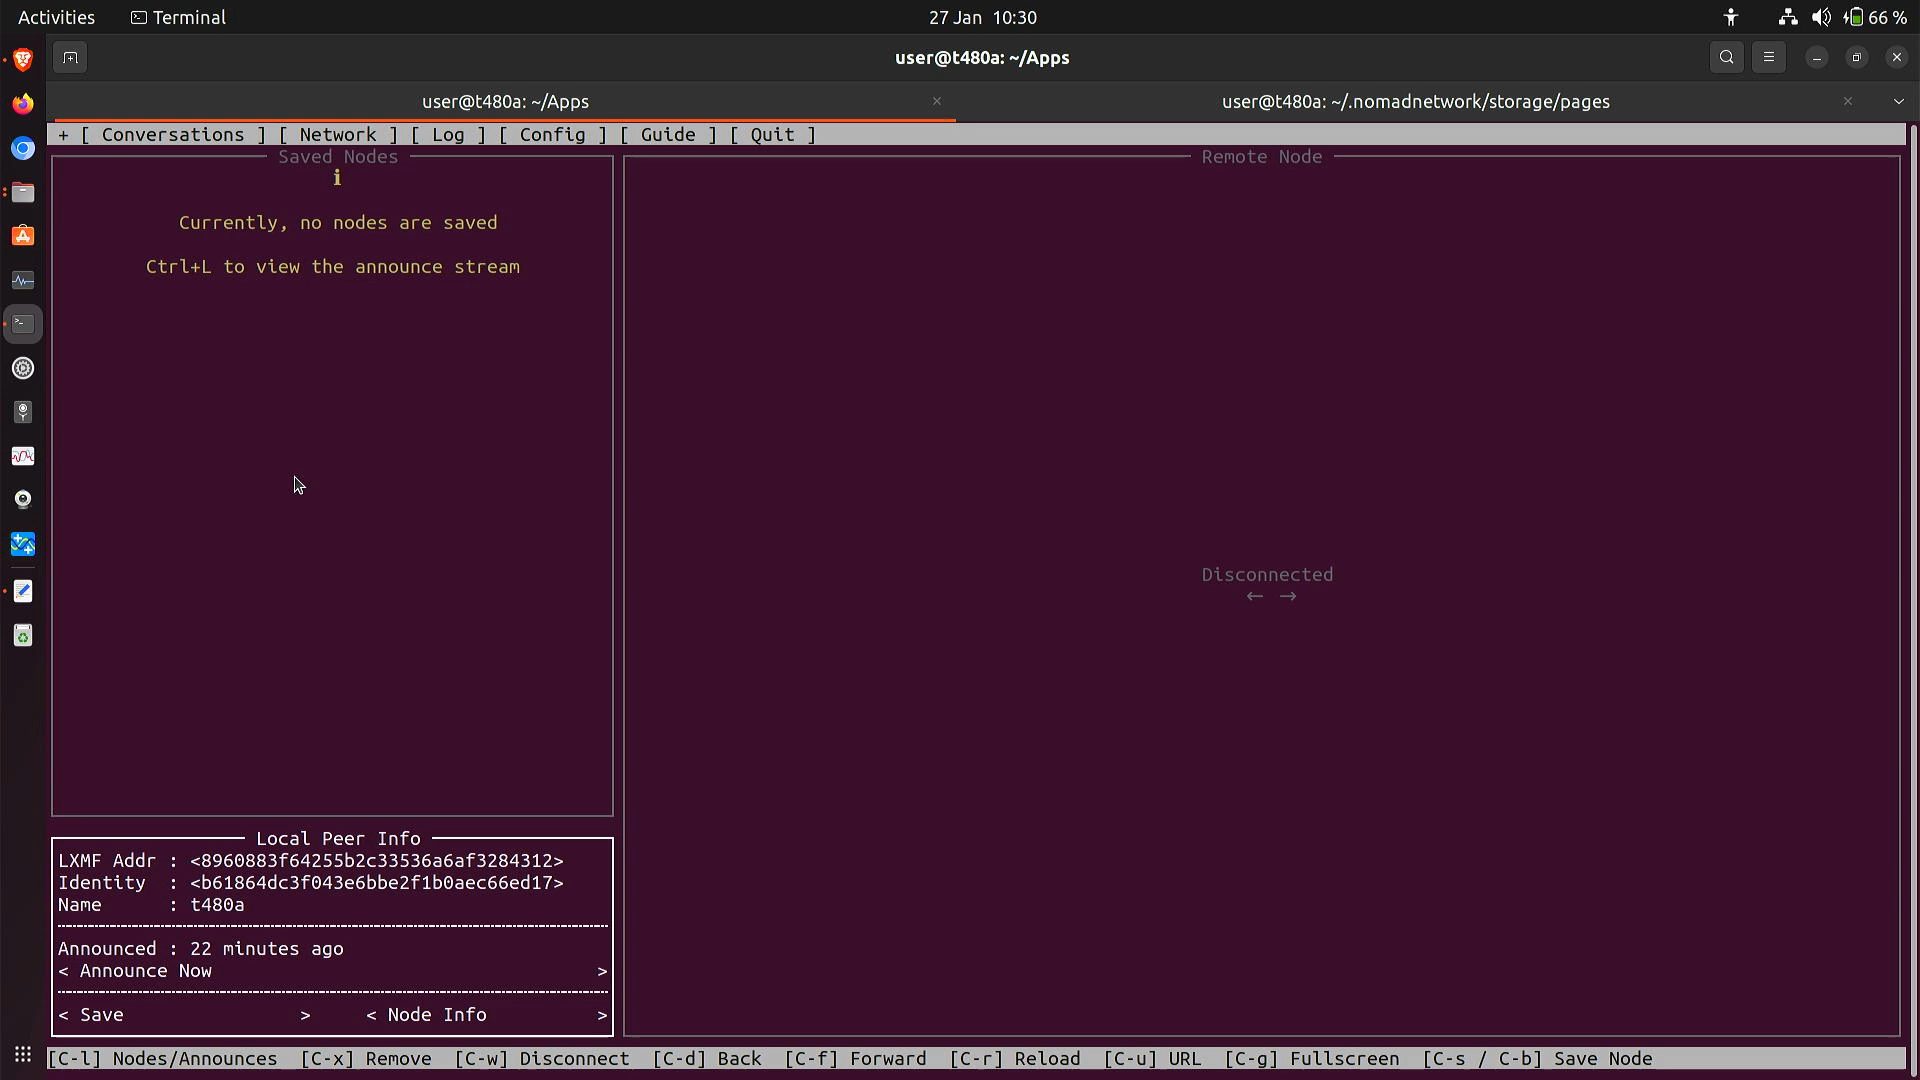 Activities Terminal 27 Jan 10:30 66 %
user@t480a: ~/Apps
user@t480a: ~/Apps × user@t480a: ~/.nomadnetwork/storage/pages ×
+ [ Conversations ] [ Network ] [ Log ] [ Config ] [ Guide ] [ Quit ]
Saved Nodes
i
Currently, no nodes are saved
Ctrl+L to view the announce stream
Remote Node
Disconnected
← →
Local Peer Info
LXMF Addr : <8960883f64255b2c33536a6af3284312>
Identity : <b61864dc3f043e6bbe2f1b0aec66ed17>
Name : t480a
Announced : 22 minutes ago
< Announce Now >
< Save > < Node Info >
[C-l] Nodes/Announces [C-x] Remove [C-w] Disconnect [C-d] Back [C-f] Forward [C-r] Reload [C-u] URL [C-g] Fullscreen [C-s / C-b] Save Node